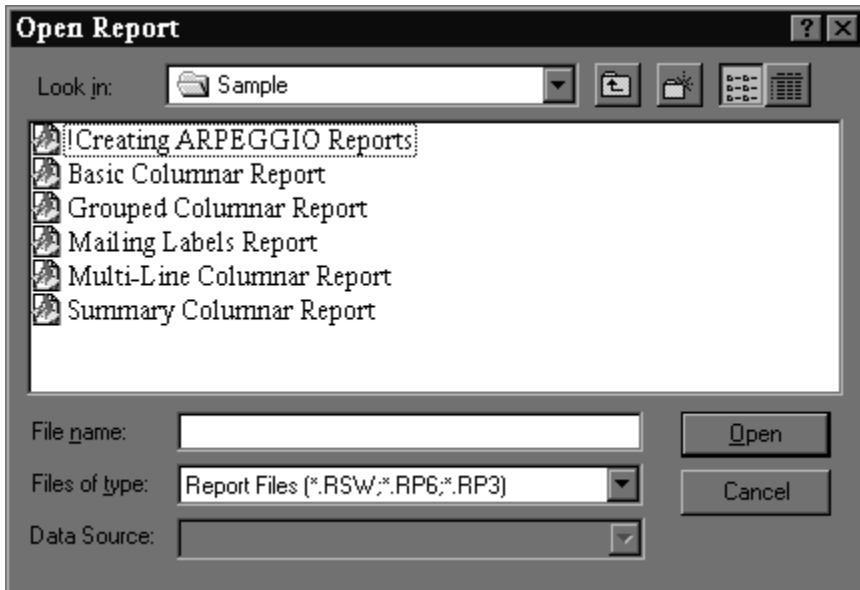 Open Report
Look in: Sample
!Creating ARPEGGIO Reports
Basic Columnar Report
Grouped Columnar Report
Mailing Labels Report
Multi-Line Columnar Report
Summary Columnar Report
File name: Open
Files of type: Report Files (*.RSW;*.RP6;*.RP3) Cancel
Data Source: